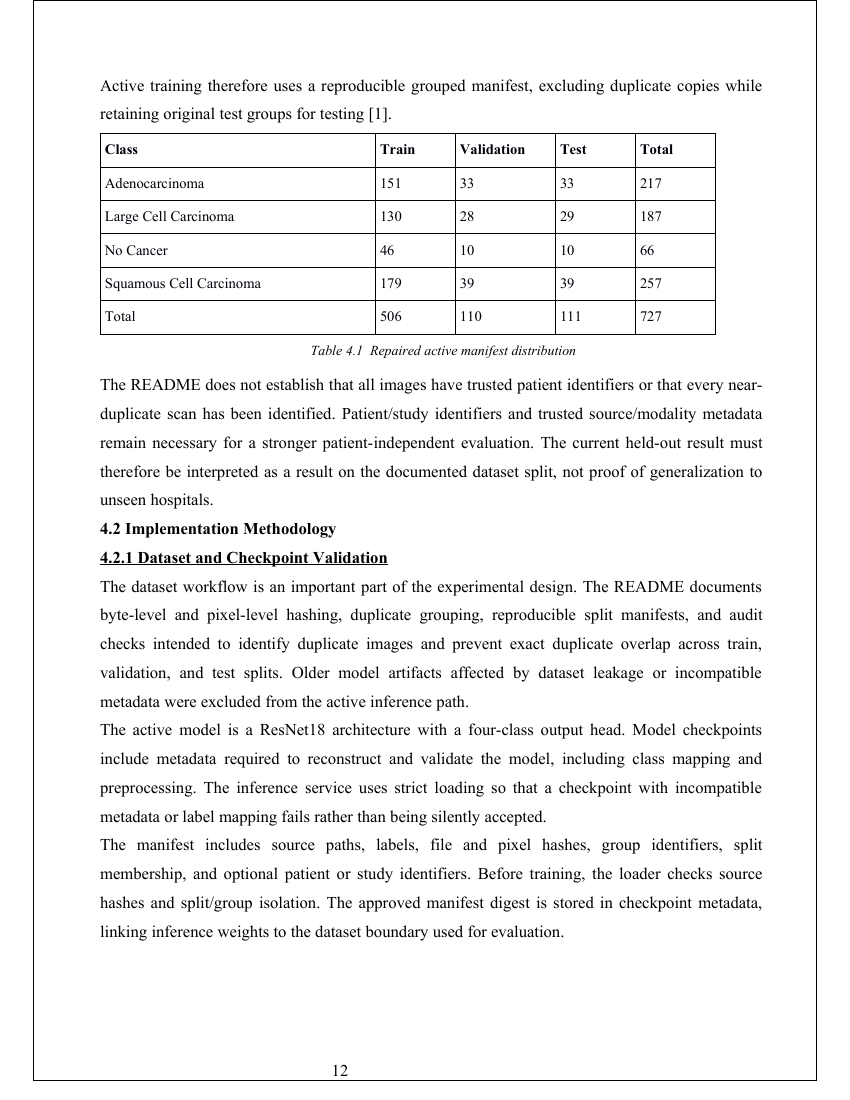 Active training therefore uses a reproducible grouped manifest, excluding duplicate copies while
retaining original test groups for testing [1].
Class Train Validation Test Total
Adenocarcinoma 151 33 33 217
Large Cell Carcinoma 130 28 29 187
No Cancer 46 10 10 66
Squamous Cell Carcinoma 179 39 39 257
Total 506 110 111 727
Table 4.1 Repaired active manifest distribution
The README does not establish that all images have trusted patient identifiers or that every near-
duplicate scan has been identified. Patient/study identifiers and trusted source/modality metadata
remain necessary for a stronger patient-independent evaluation. The current held-out result must
therefore be interpreted as a result on the documented dataset split, not proof of generalization to
unseen hospitals.
4.2 Implementation Methodology
4.2.1 Dataset and Checkpoint Validation
The dataset workflow is an important part of the experimental design. The README documents
byte-level and pixel-level hashing, duplicate grouping, reproducible split manifests, and audit
checks intended to identify duplicate images and prevent exact duplicate overlap across train,
validation, and test splits. Older model artifacts affected by dataset leakage or incompatible
metadata were excluded from the active inference path.
The active model is a ResNet18 architecture with a four-class output head. Model checkpoints
include metadata required to reconstruct and validate the model, including class mapping and
preprocessing. The inference service uses strict loading so that a checkpoint with incompatible
metadata or label mapping fails rather than being silently accepted.
The manifest includes source paths, labels, file and pixel hashes, group identifiers, split
membership, and optional patient or study identifiers. Before training, the loader checks source
hashes and split/group isolation. The approved manifest digest is stored in checkpoint metadata,
linking inference weights to the dataset boundary used for evaluation.
12